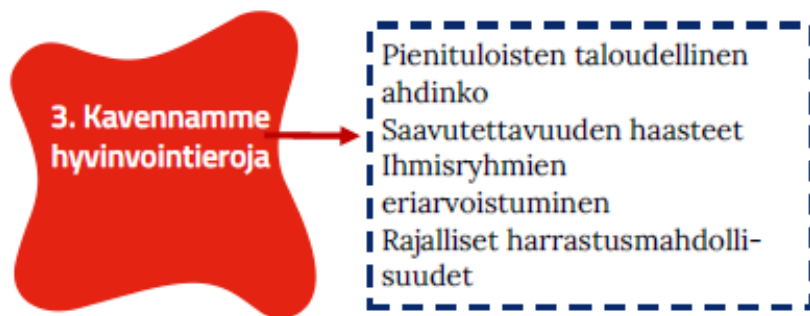 3. Kavennamme
hyvinvointieroja
Pienituloisten taloudellinen
ahdinko
Saavutettavuuden haasteet
Ihmisryhmien
eriarvoistuminen
Rajalliset harrastusmahdolli-
suudet